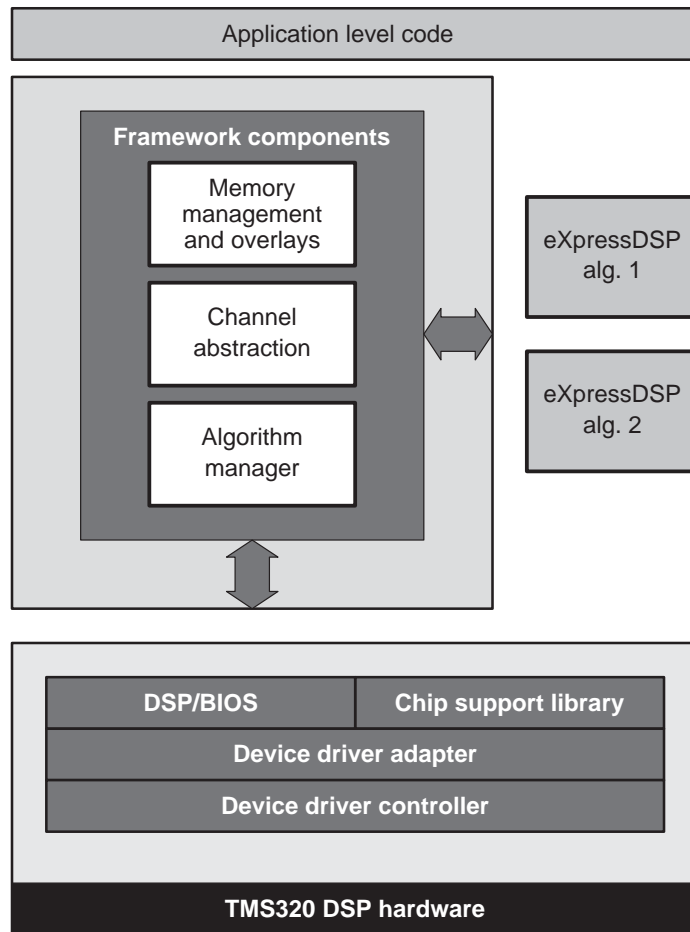 Application level code
Framework components
Memory
management
and overlays
Channel
abstraction
Algorithm
manager
eXpressDSP
alg. 1
eXpressDSP
alg. 2
DSP/BIOS
Chip support library
Device driver adapter
Device driver controller
TMS320 DSP hardware